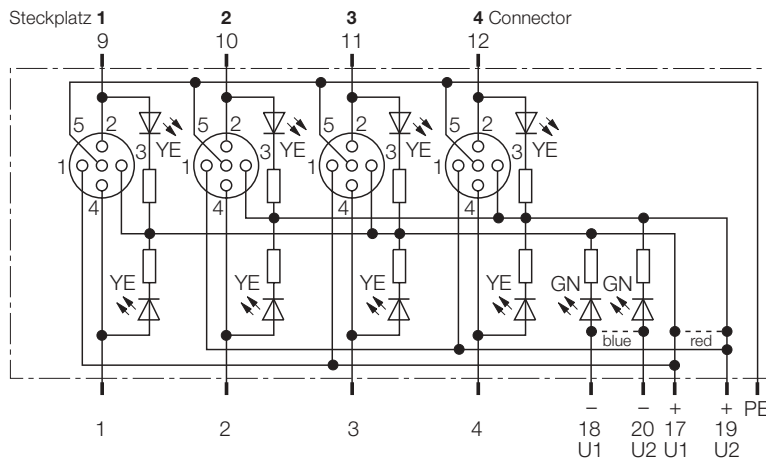 Steckplatz 1 2 3 4 Connector
9 10 11 12
5 2 5 2 5 2 5 2
YE YE YE YE
1 3 1 3 1 3 1 3
4 4 4 4
YE YE YE YE GN GN
blue red
1 2 3 4
– – + + PE
18 20 17 19
U1 U2 U1 U2